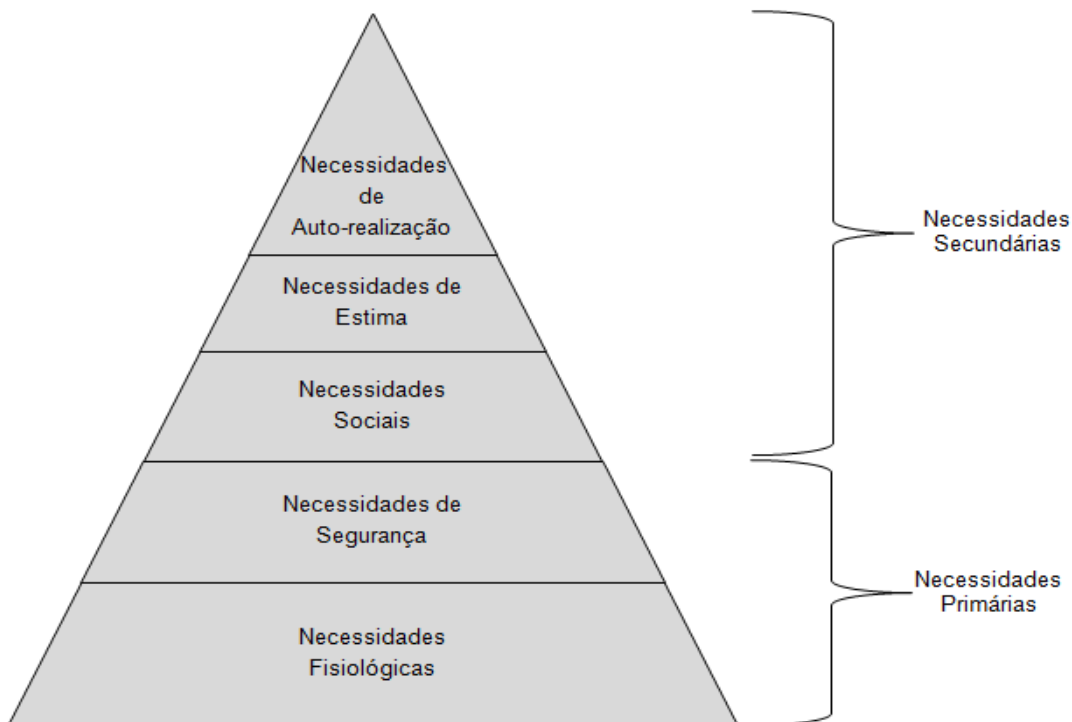 Necessidades
de
Auto-realização
Necessidades de
Estima
Necessidades
Sociais
Necessidades de
Segurança
Necessidades
Fisiológicas
Necessidades
Secundárias
Necessidades
Primárias